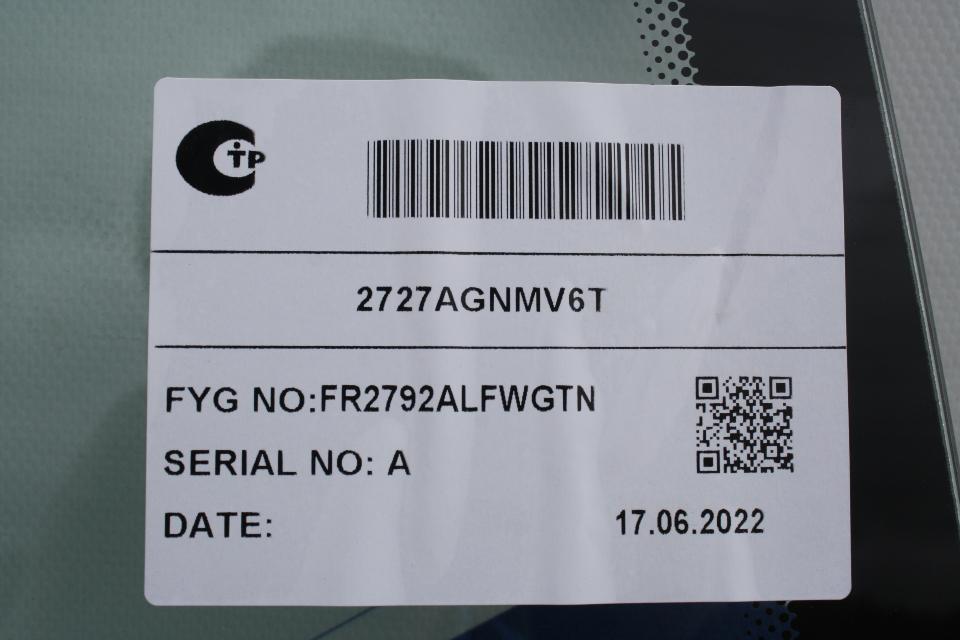 CTP
2727AGNMV6T
FYG NO:FR2792ALFWGTN
SERIAL NO: A
DATE: 17.06.2022